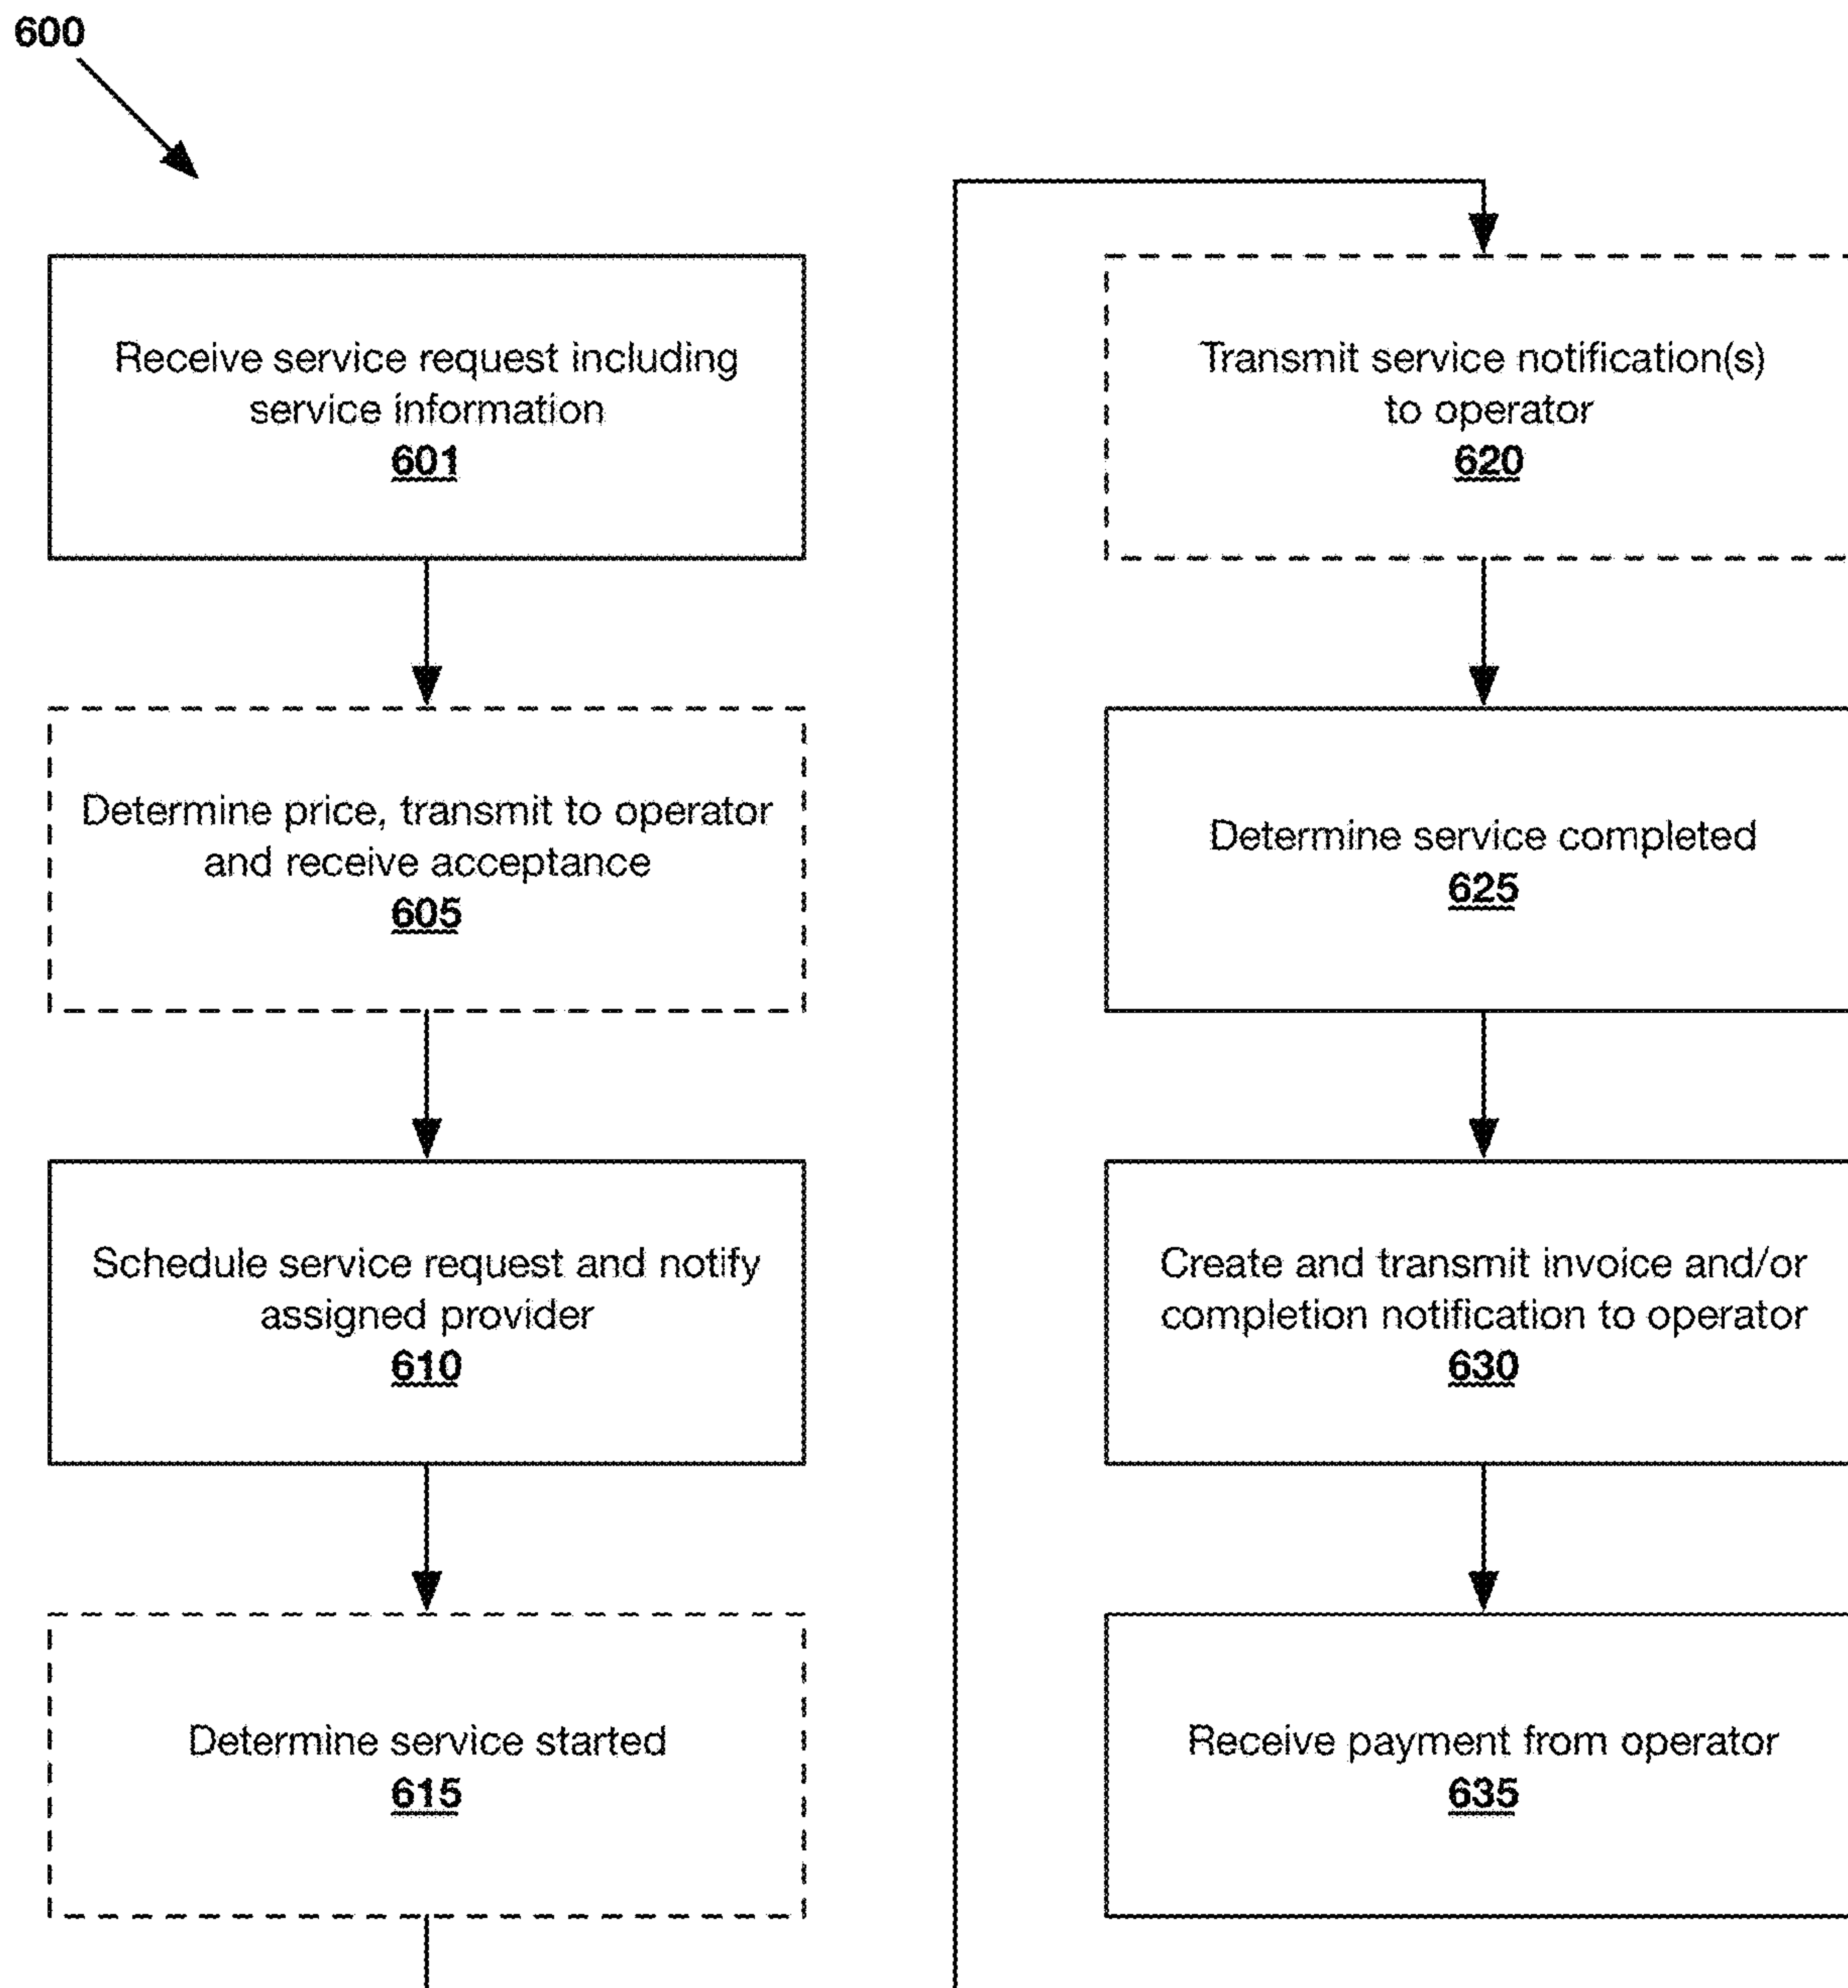 600
Receive service request including
service information
601
Determine price, transmit to operator
and receive acceptance
605
Schedule service request and notify
assigned provider
610
Determine service started
615
Transmit service notification(s)
to operator
620
Determine service completed
625
Create and transmit invoice and/or
completion notification to operator
630
Receive payment from operator
635